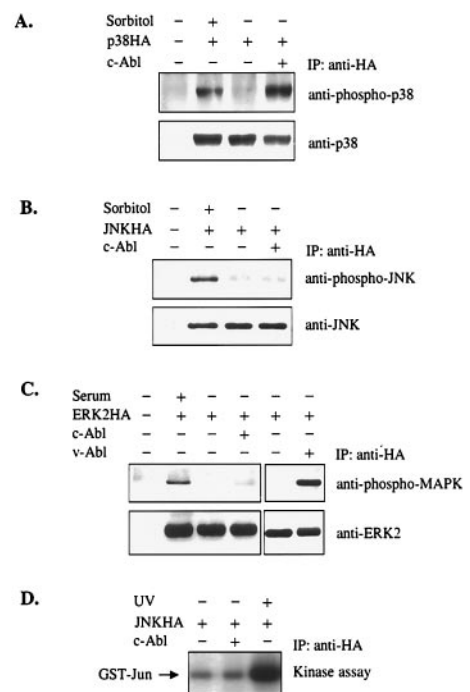 A.
Sorbitol - + - -
p38HA - + + +
c-Abl - - - + IP: anti-HA
anti-phospho-p38
anti-p38
B.
Sorbitol - + - -
JNKHA - + + +
c-Abl - - - + IP: anti-HA
anti-phospho-JNK
anti-JNK
C.
Serum - + - - - -
ERK2HA - + + + + +
c-Abl - - - + - -
v-Abl - - - - - + IP: anti-HA
anti-phospho-MAPK
anti-ERK2
D.
UV - - +
JNKHA + + +
c-Abl - + - IP: anti-HA
GST-Jun → Kinase assay